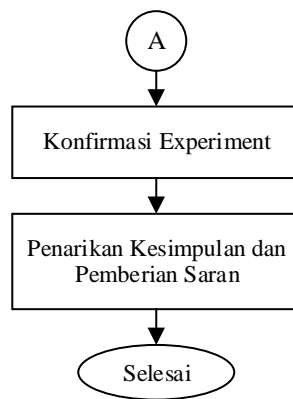 A
Konfirmasi Experiment
Penarikan Kesimpulan dan
Pemberian Saran
Selesai